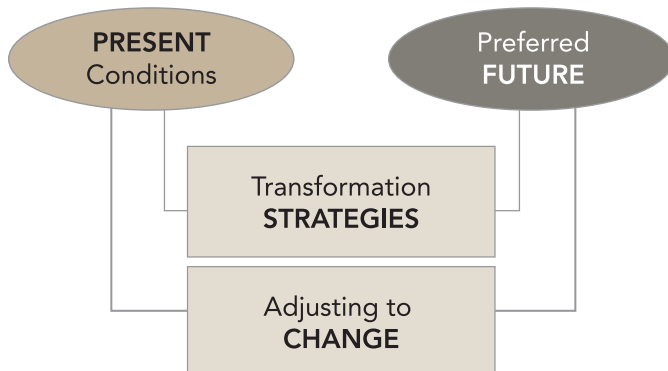 PRESENT
Conditions
Preferred
FUTURE
Transformation
STRATEGIES
Adjusting to
CHANGE